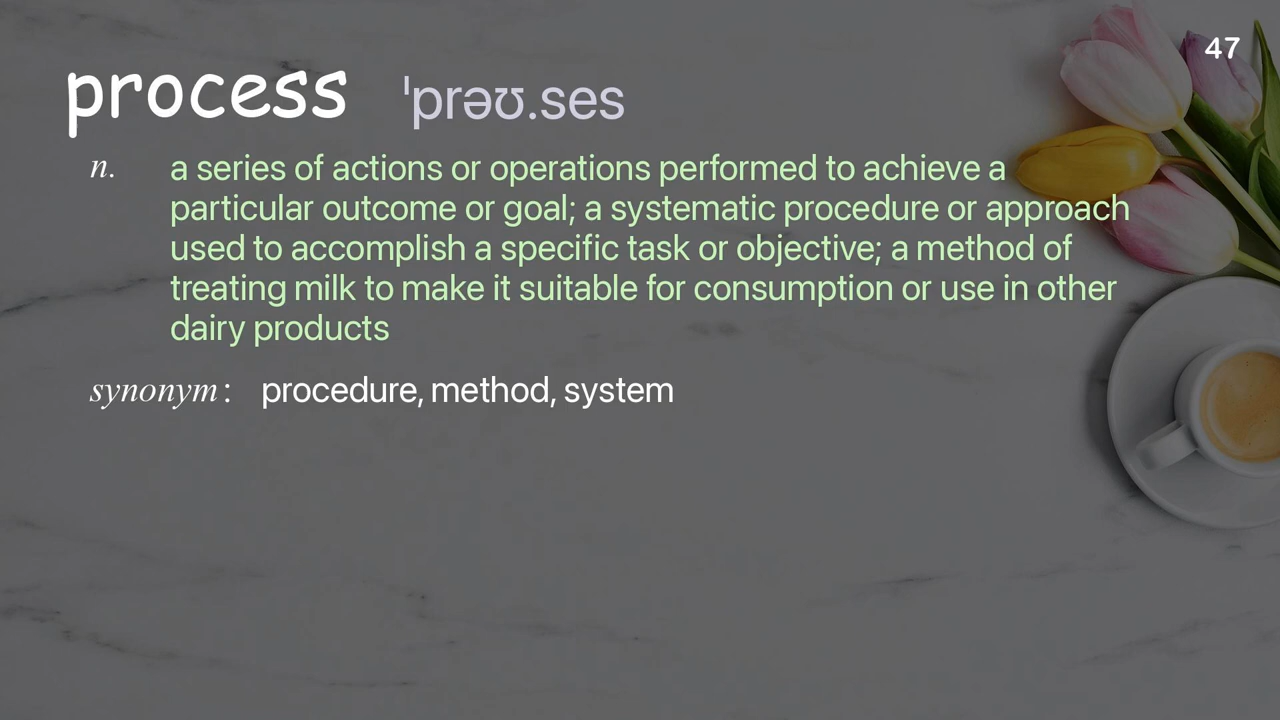 47
process ˈprəʊ.ses
n. a series of actions or operations performed to achieve a
particular outcome or goal; a systematic procedure or approach
used to accomplish a specific task or objective; a method of
treating milk to make it suitable for consumption or use in other
dairy products
synonym: procedure, method, system